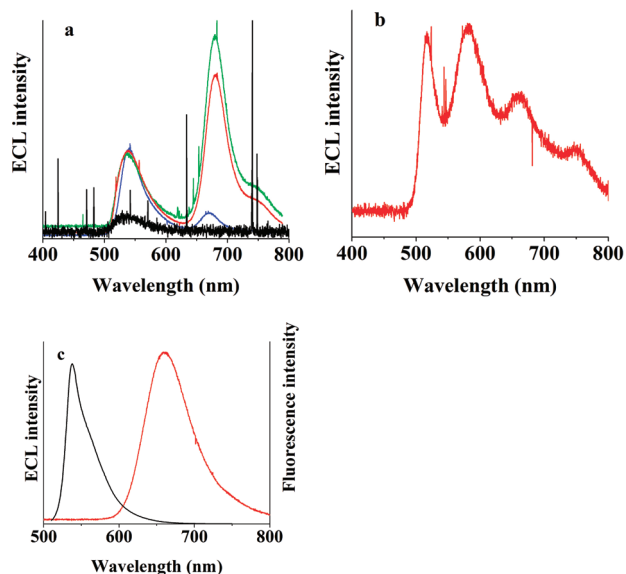 a
ECL intensity
400 500 600 700 800
Wavelength (nm)
b
ECL intensity
400 500 600 700 800
Wavelength (nm)
c
ECL intensity
Fluorescence intensity
500 600 700 800
Wavelength (nm)